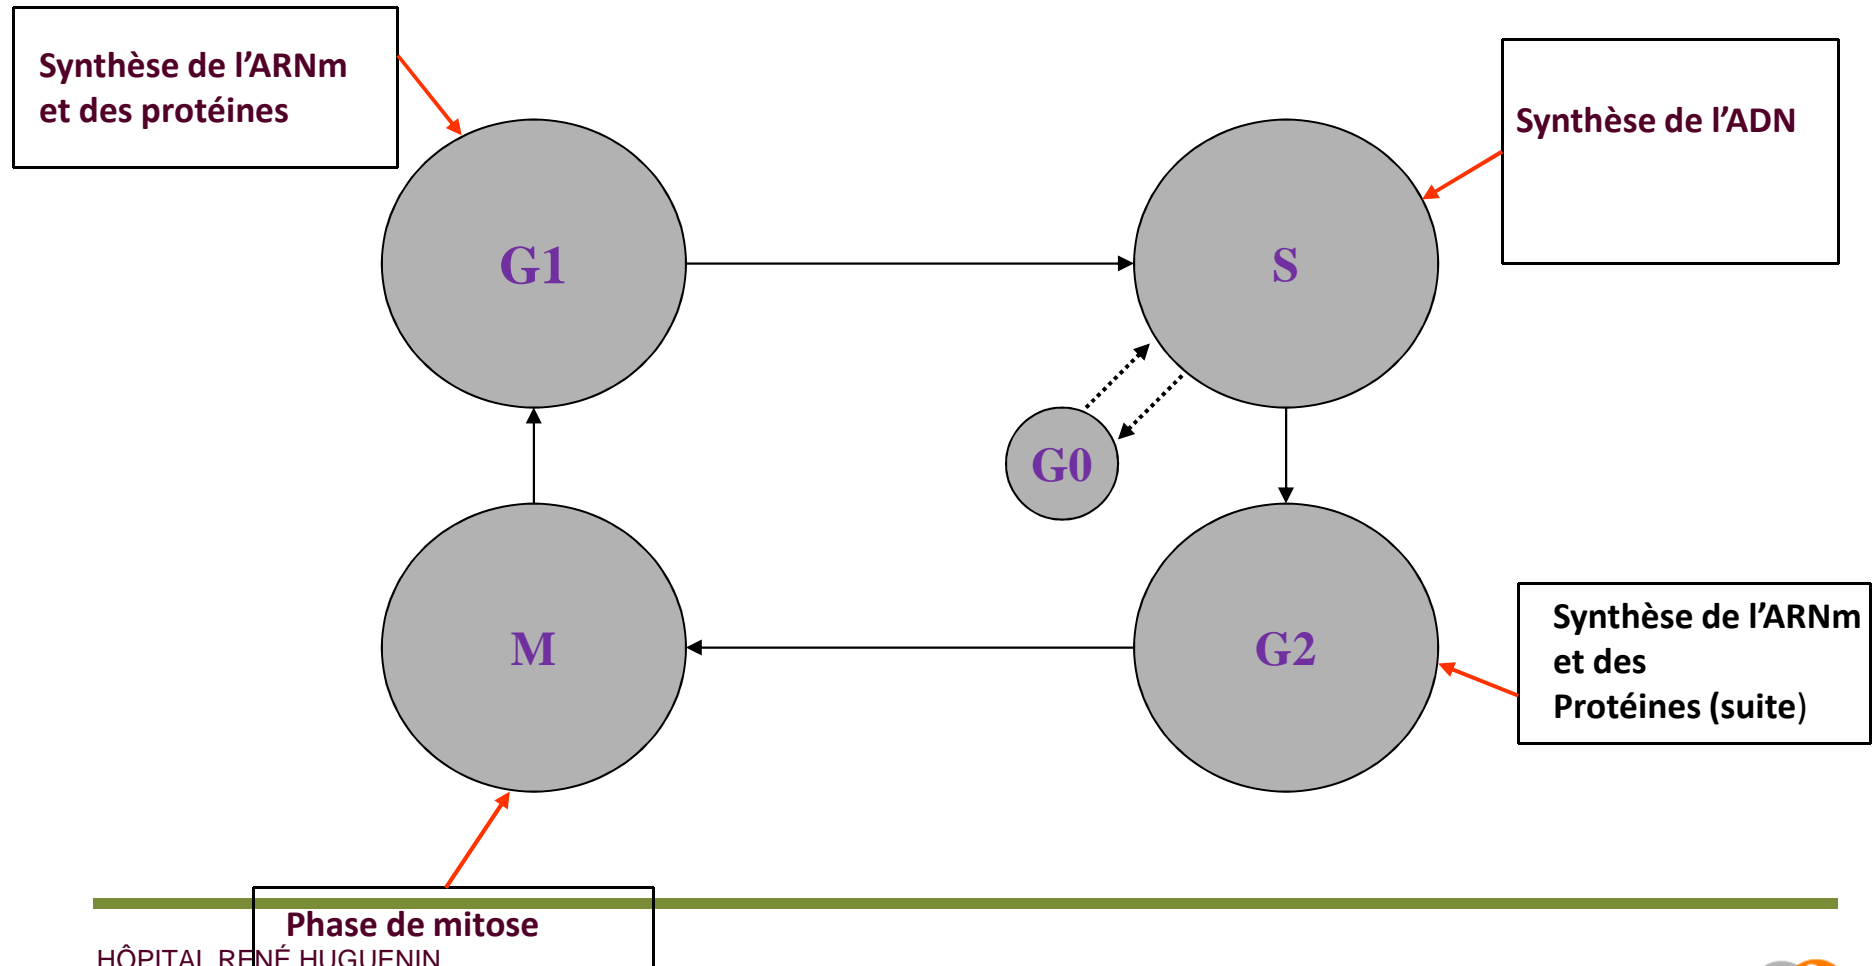 Synthèse de l’ARNm
et des protéines
Synthèse de l’ADN
G1
S
G0
M
G2
Synthèse de l’ARNm
et des
Protéines (suite)
Phase de mitose
HÔPITAL RENÉ HUGUENIN